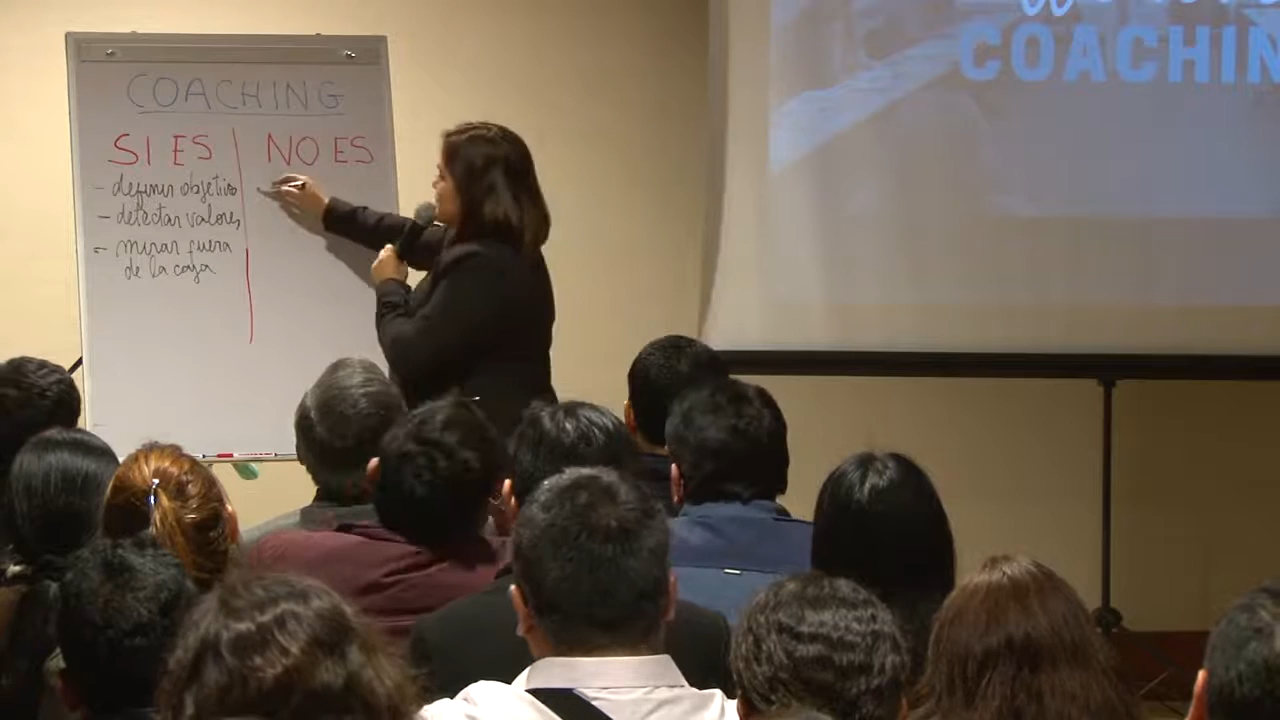 COACHING
SI ES | NO ES
- definir objetivo
- detectar valores
- mirar fuera
de la caja
COACHIN